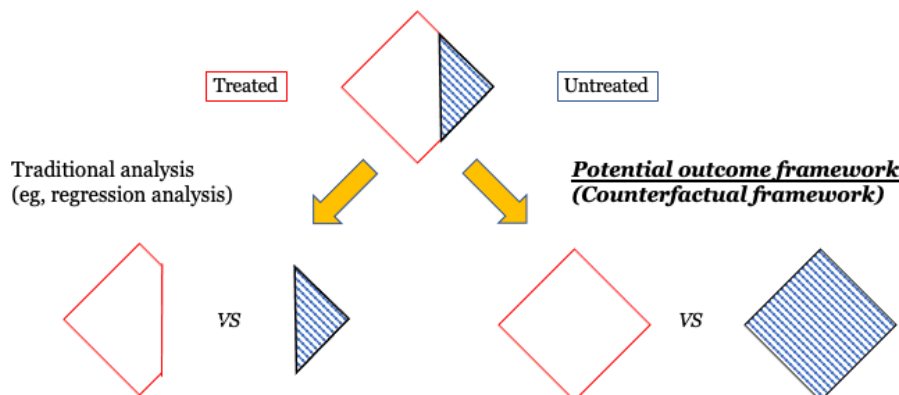 Treated
Untreated
Traditional analysis
(eg, regression analysis)
Potential outcome framework
(Counterfactual framework)
VS
VS